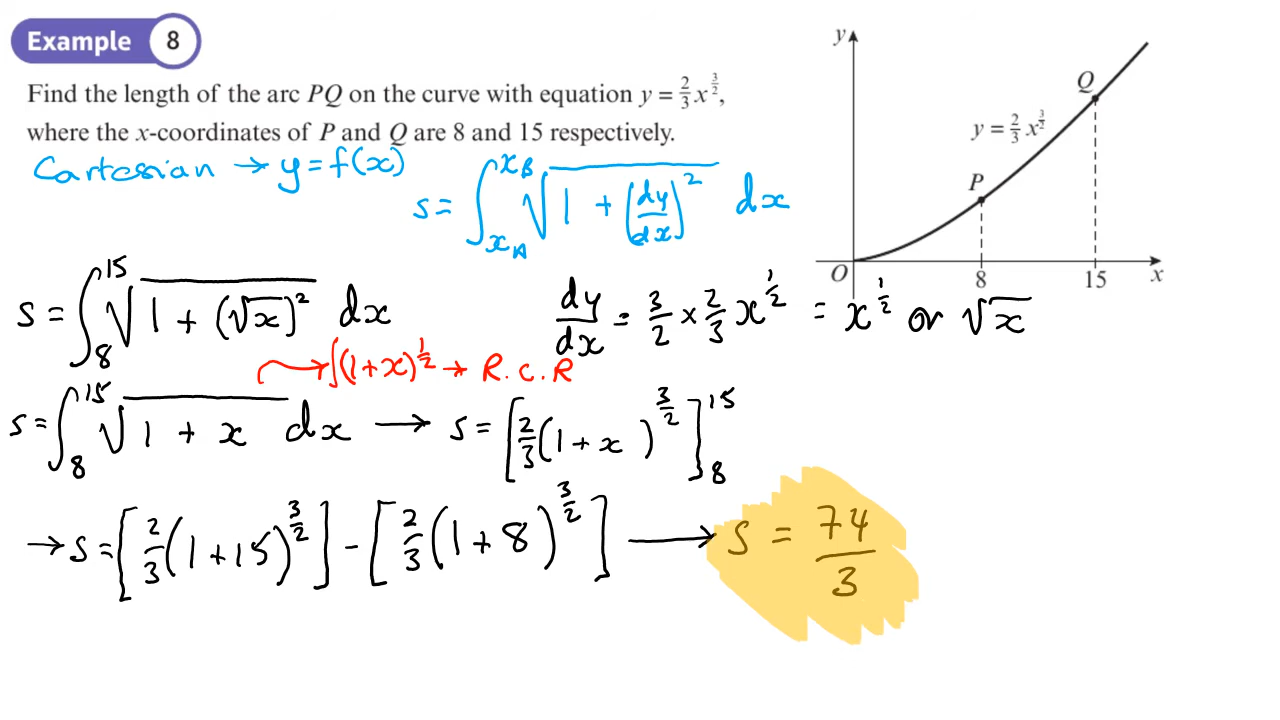 Example 8
Find the length of the arc PQ on the curve with equation y = 2/3 x^(3/2),
where the x-coordinates of P and Q are 8 and 15 respectively.
Cartesian → y = f(x)
s = ∫_(x_A)^(x_B) √(1 + (dy/dx)^2) dx
y
Q
y = 2/3 x^(3/2)
P
O 8 15 x
s = ∫_8^15 √(1 + (√x)^2) dx
dy/dx = 3/2 × 2/3 x^(1/2) = x^(1/2) or √x
→ ∫(1+x)^(1/2) → R.C.R
s = ∫_8^15 √(1 + x) dx → s = [2/3 (1 + x)^(3/2)]_8^15
→ s = [2/3 (1+15)^(3/2)] - [2/3 (1+8)^(3/2)] → s = 74/3